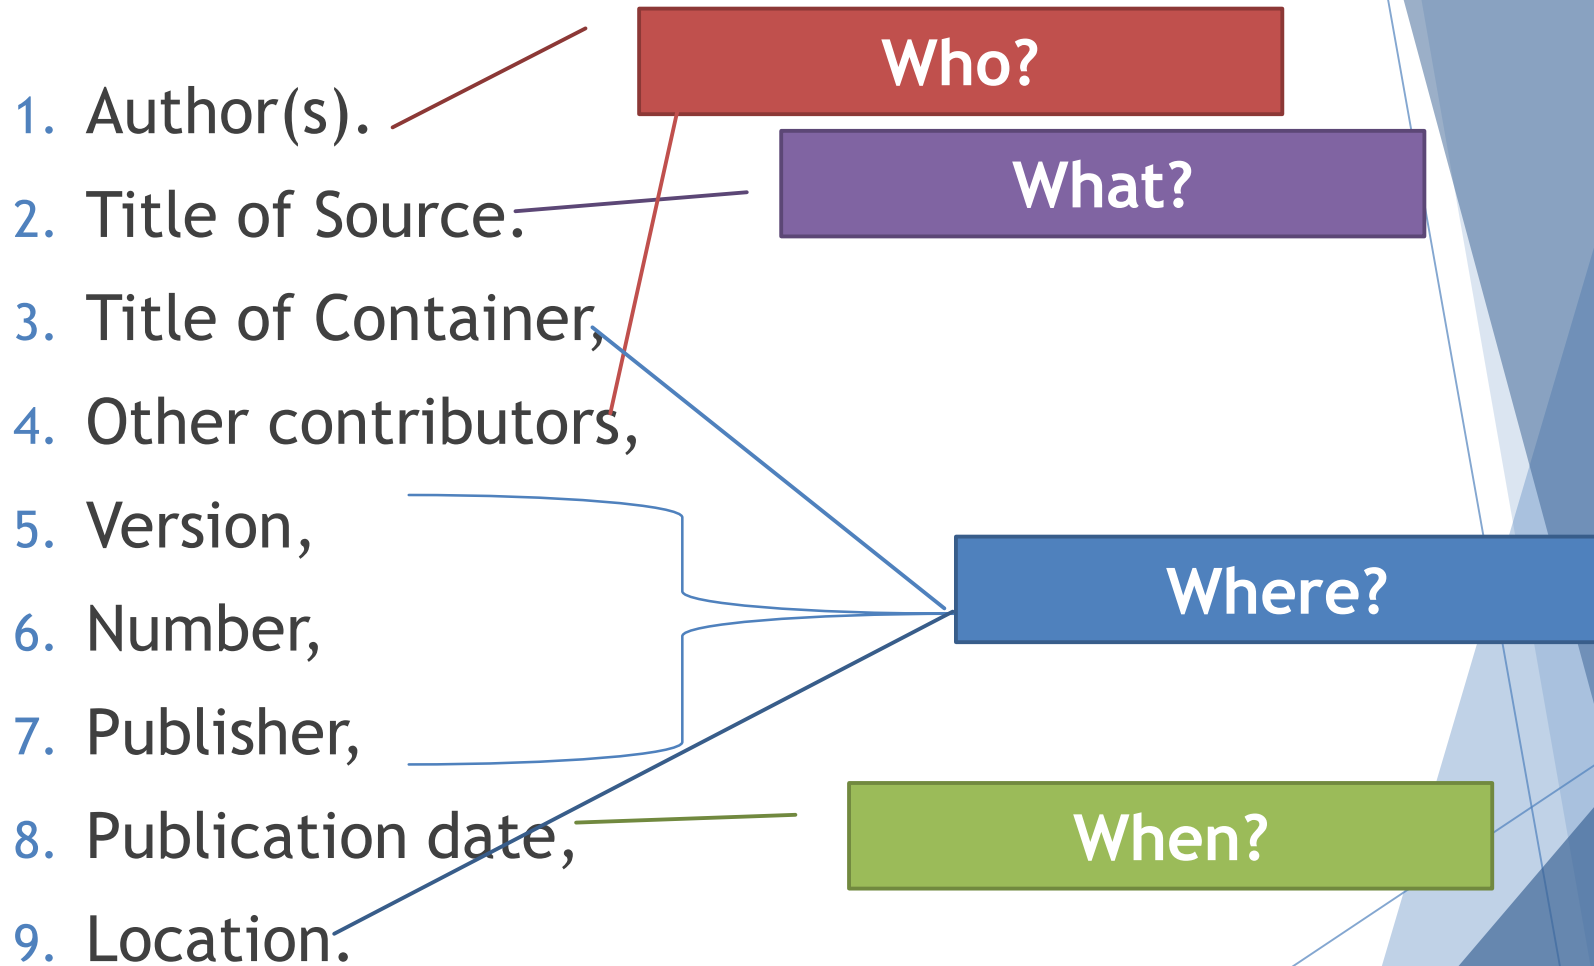 Who?
1. Author(s).
What?
2. Title of Source.
3. Title of Container,
4. Other contributors,
5. Version,
Where?
6. Number,
7. Publisher,
8. Publication date,
When?
9. Location.